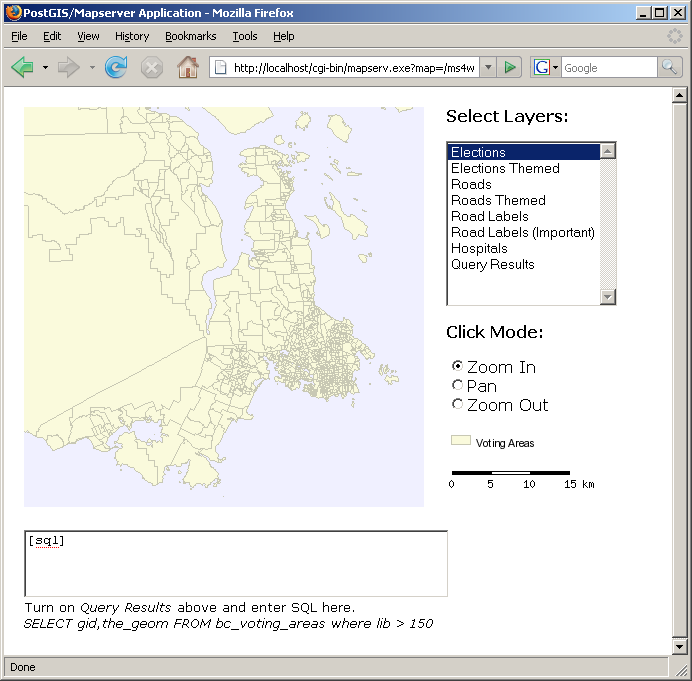 PostGIS/Mapserver Application - Mozilla Firefox
File Edit View History Bookmarks Tools Help
http://localhost/cgi-bin/mapserv.exe?map=/ms4w
G Google
Select Layers:
Elections
Elections Themed
Roads
Roads Themed
Road Labels
Road Labels (Important)
Hospitals
Query Results
Click Mode:
Zoom In
Pan
Zoom Out
Voting Areas
0 5 10 15 km
[sql]
Turn on Query Results above and enter SQL here.
SELECT gid,the_geom FROM bc_voting_areas where lib > 150
Done